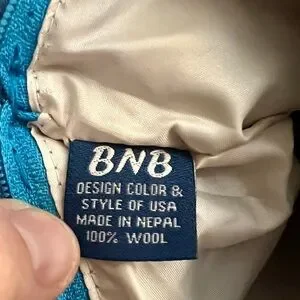 BNB
DESIGN COLOR &
STYLE OF USA
MADE IN NEPAL
100% WOOL